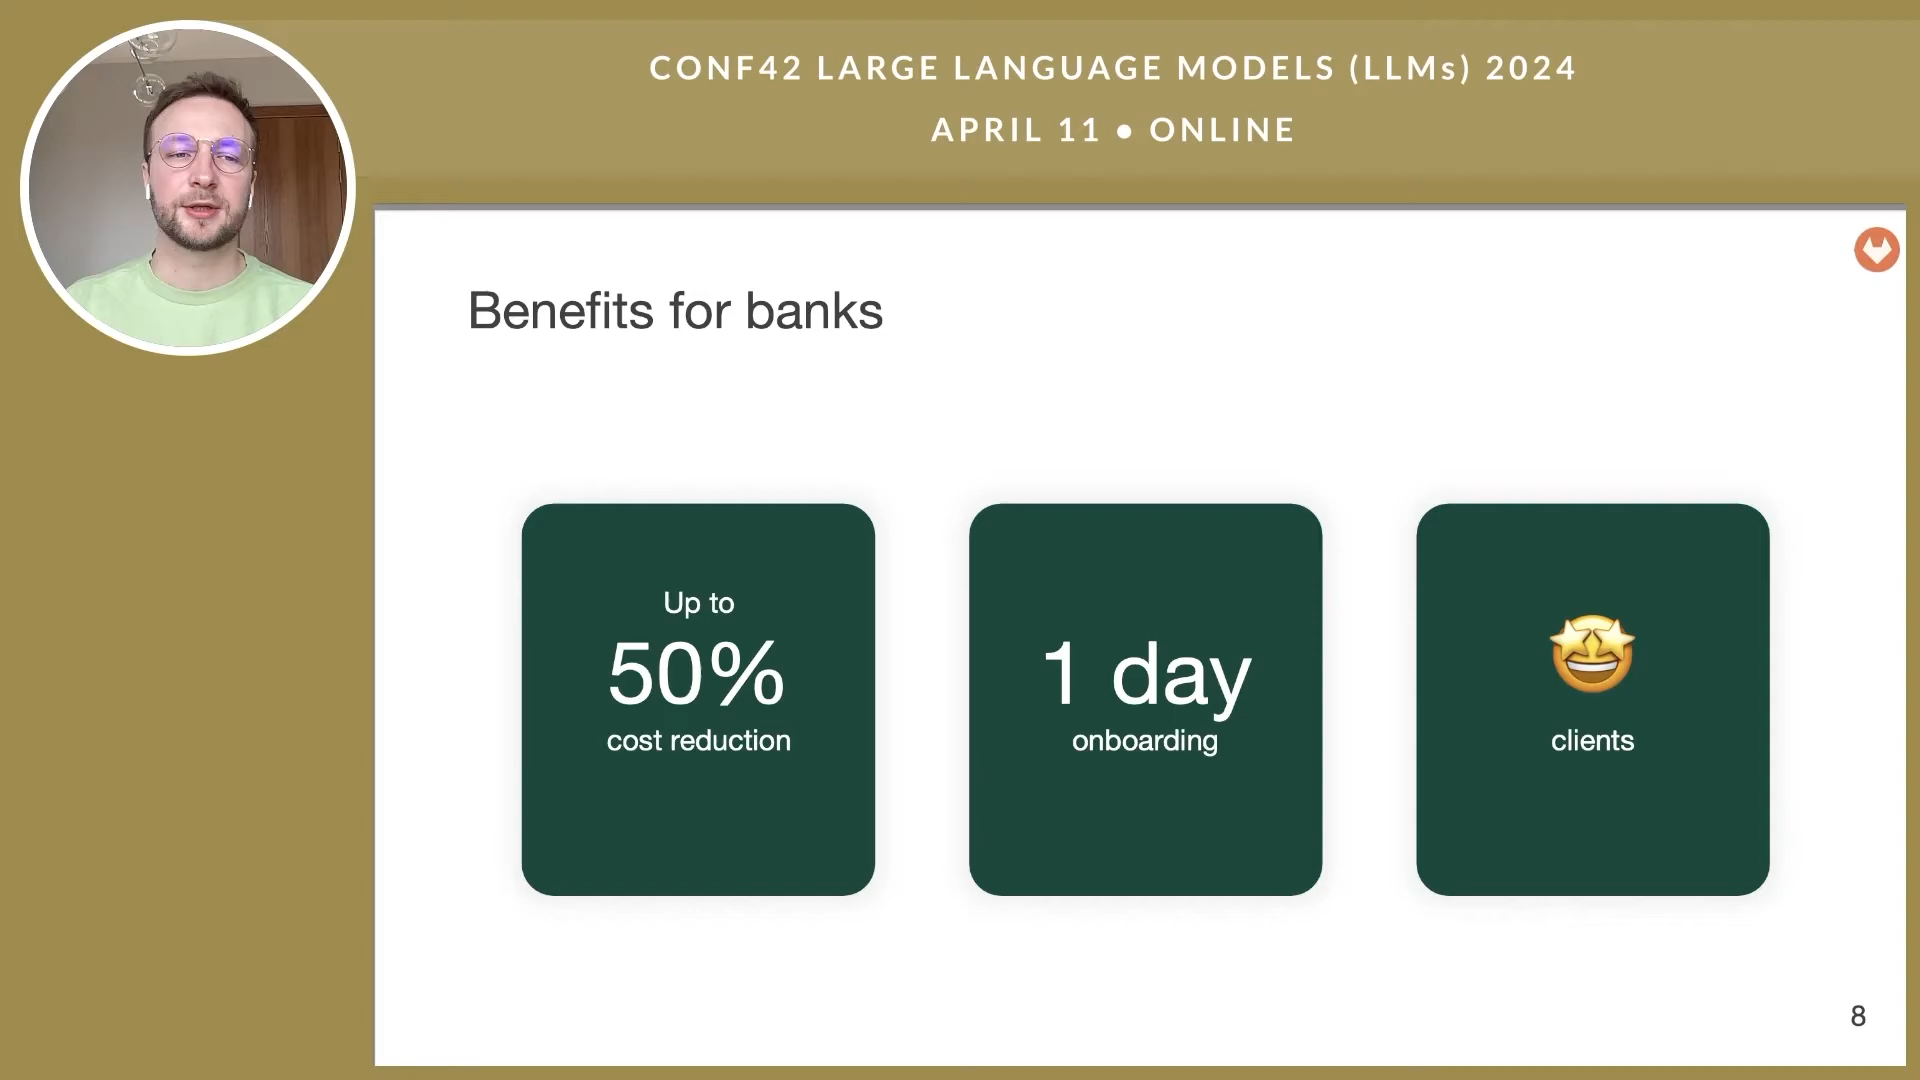 CONF42 LARGE LANGUAGE MODELS (LLMs) 2024
APRIL 11 ● ONLINE
Benefits for banks
Up to
50%
cost reduction
1 day
onboarding
🤩
clients
8